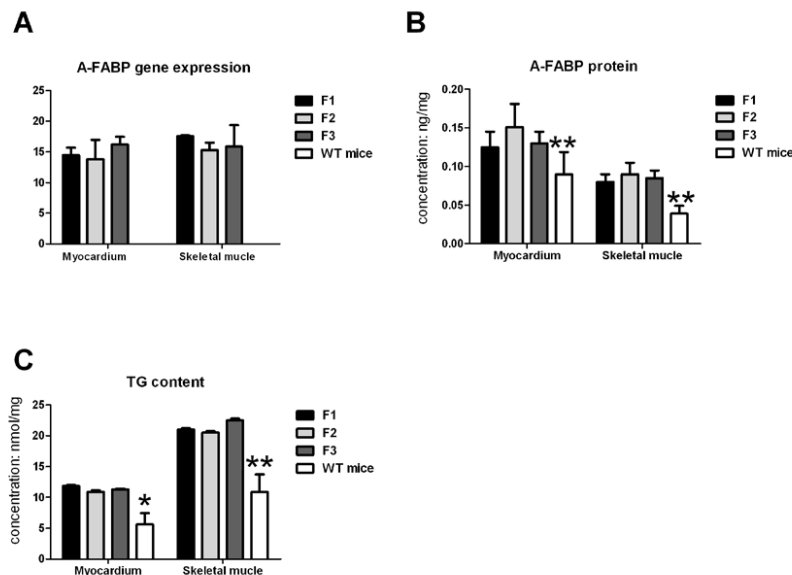 A
A-FABP gene expression
25
20
15
10
5
0
Myocardium Skeletal mucle
F1
F2
F3
WT mice
B
A-FABP protein
concentration: ng/mg
0.20
0.15
0.10
0.05
0.00
**
**
Myocardium Skeletal mucle
F1
F2
F3
WT mice
C
TG content
concentration: nmol/mg
25
20
15
10
5
0
*
**
Myocardium Skeletal mucle
F1
F2
F3
WT mice